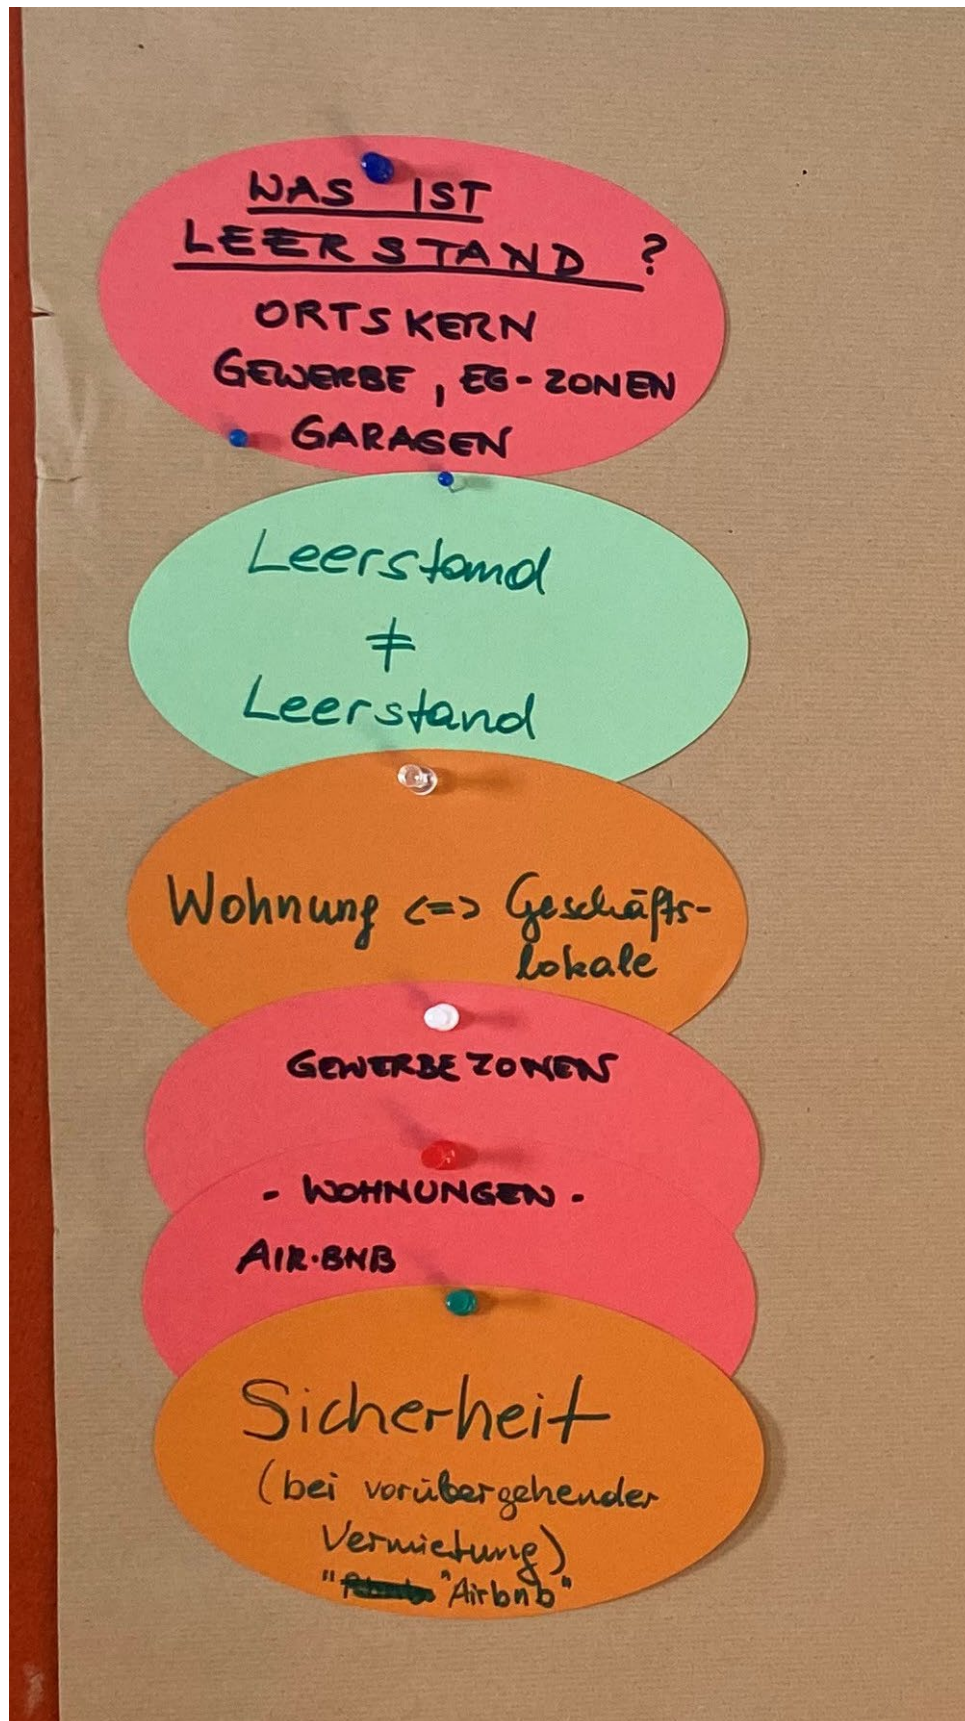 WAS IST
LEERSTAND ?
ORTSKERN
GEWERBE, EG-ZONEN
GARAGEN
Leerstand
≠
Leerstand
Wohnung <=> Geschäfts-
lokale
GEWERBEZONEN
- WOHNUNGEN -
AIR·BNB
Sicherheit
(bei vorübergehender
Vermietung)
" "Airbnb"